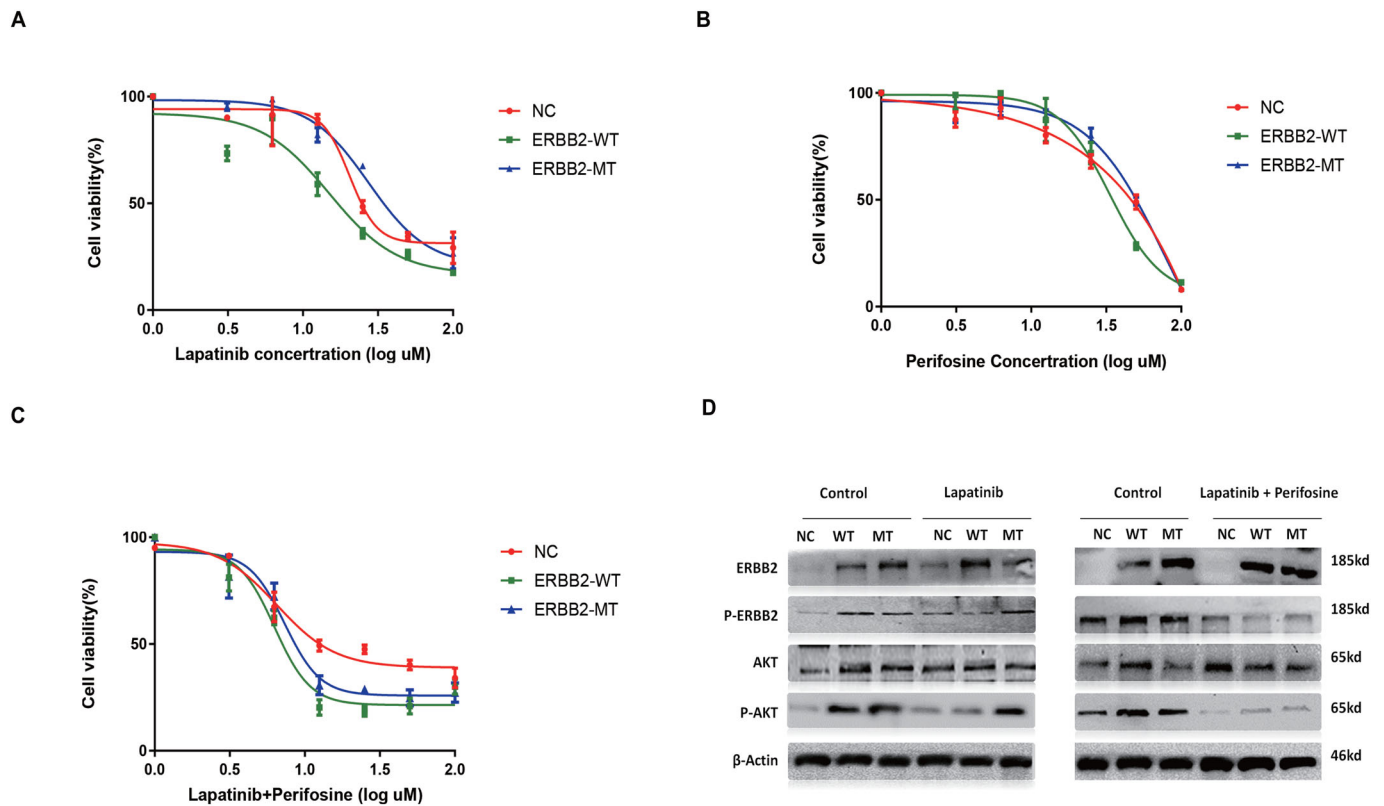 A
100
50
0
Cell viability(%)
0.0 0.5 1.0 1.5 2.0
Lapatinib concertration (log uM)
NC
ERBB2-WT
ERBB2-MT
B
100
50
0
Cell viability(%)
0.0 0.5 1.0 1.5 2.0
Perifosine Concertration (log uM)
NC
ERBB2-WT
ERBB2-MT
C
100
50
0
Cell viability(%)
0.0 0.5 1.0 1.5 2.0
Lapatinib+Perifosine (log uM)
NC
ERBB2-WT
ERBB2-MT
D
Control Lapatinib Control Lapatinib + Perifosine
NC WT MT NC WT MT NC WT MT NC WT MT
ERBB2 185kd
P-ERBB2 185kd
AKT 65kd
P-AKT 65kd
β-Actin 46kd